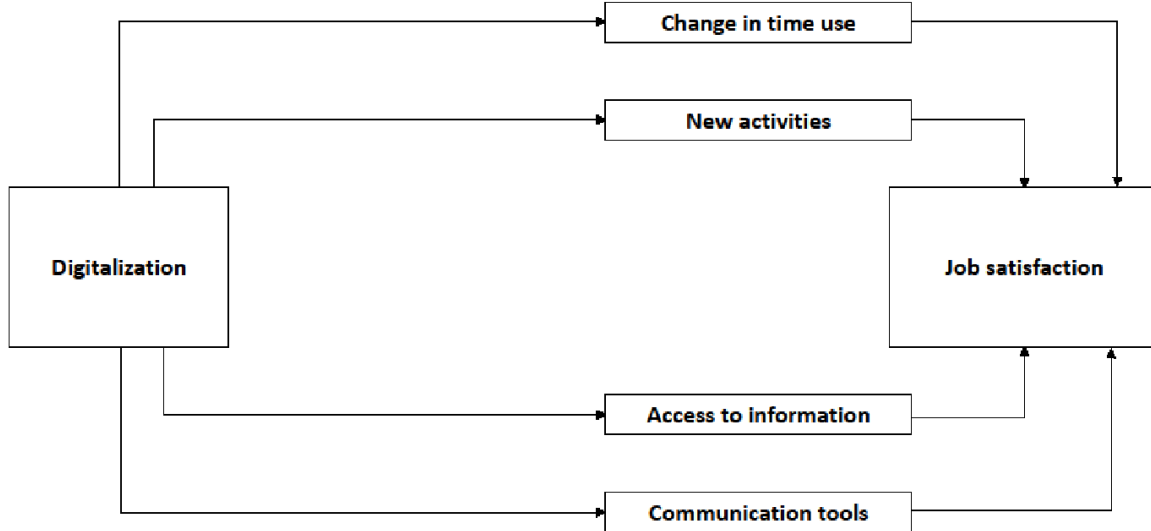 Change in time use
New activities
Digitalization
Job satisfaction
Access to information
Communication tools